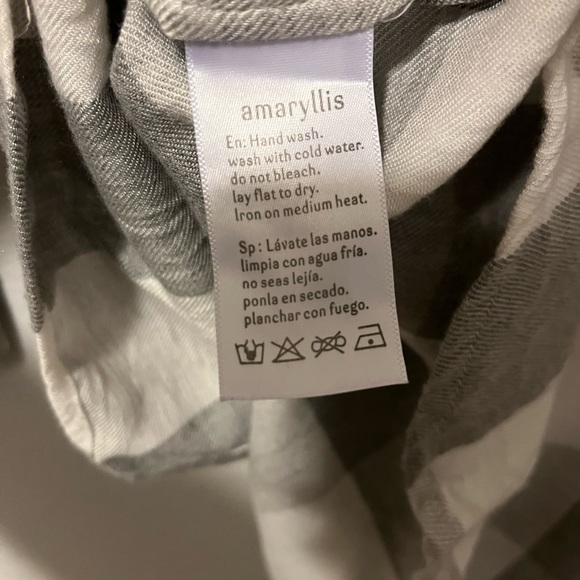 amaryllis
En: Hand wash.
wash with cold water.
do not bleach.
lay flat to dry.
Iron on medium heat.
Sp: Lávate las manos.
limpia con agua fría.
no seas lejía.
ponla en secado.
planchar con fuego.